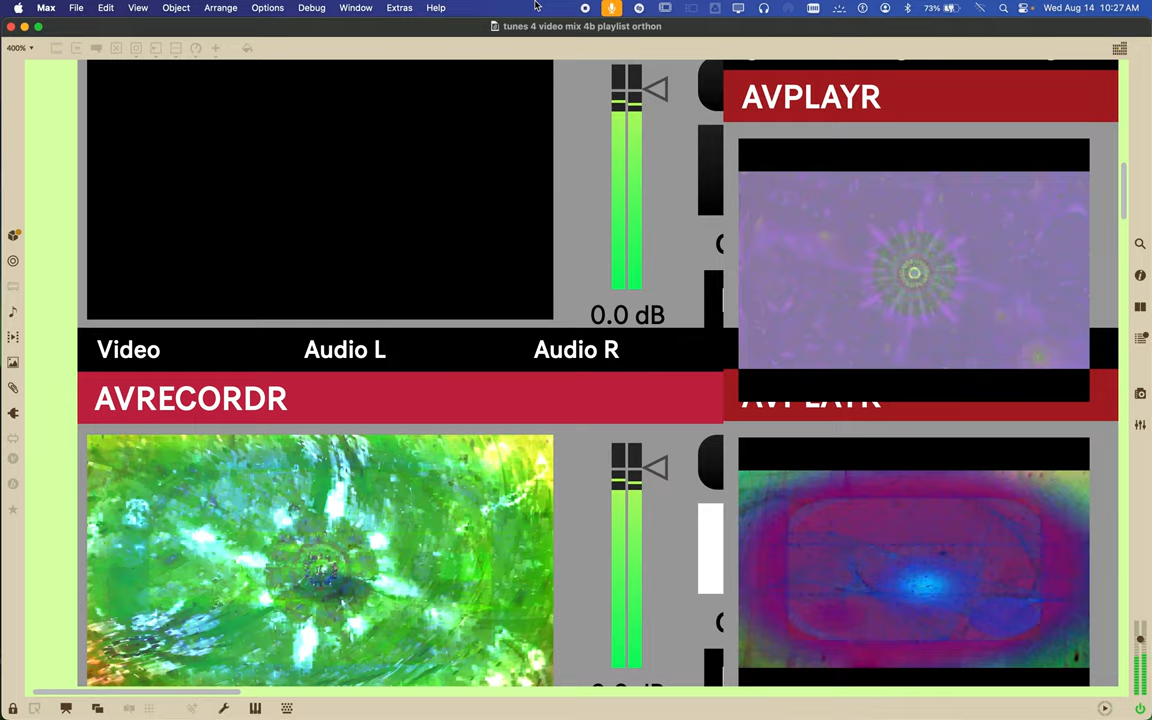 Max File Edit View Object Arrange Options Debug Window Extras Help
73% Wed Aug 14 10:27 AM
tunes 4 video mix 4b playlist orthon
400%
AVPLAYR
0.0 dB
Video Audio L Audio R
AVRECORDR